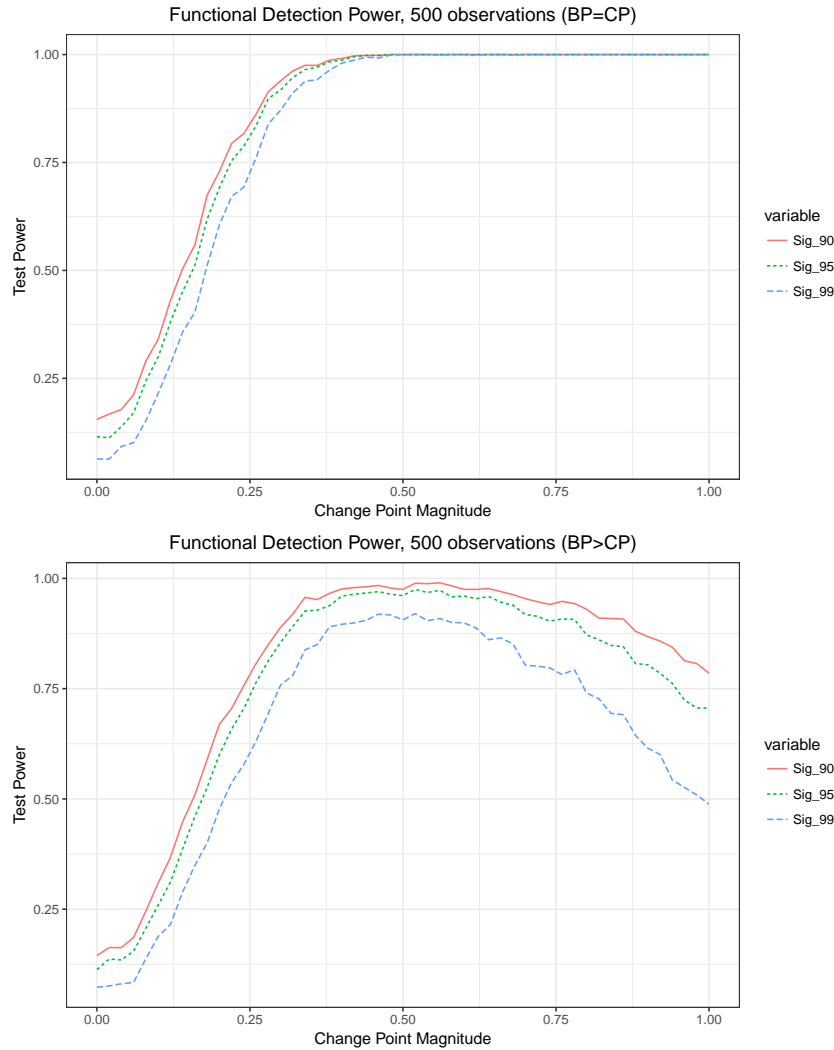 Functional Detection Power, 500 observations (BP=CP)
1.00
0.75
0.50
0.25
Test Power
0.00 0.25 0.50 0.75 1.00
Change Point Magnitude
variable
Sig_90
Sig_95
Sig_99
Functional Detection Power, 500 observations (BP>CP)
1.00
0.75
0.50
0.25
Test Power
0.00 0.25 0.50 0.75 1.00
Change Point Magnitude
variable
Sig_90
Sig_95
Sig_99